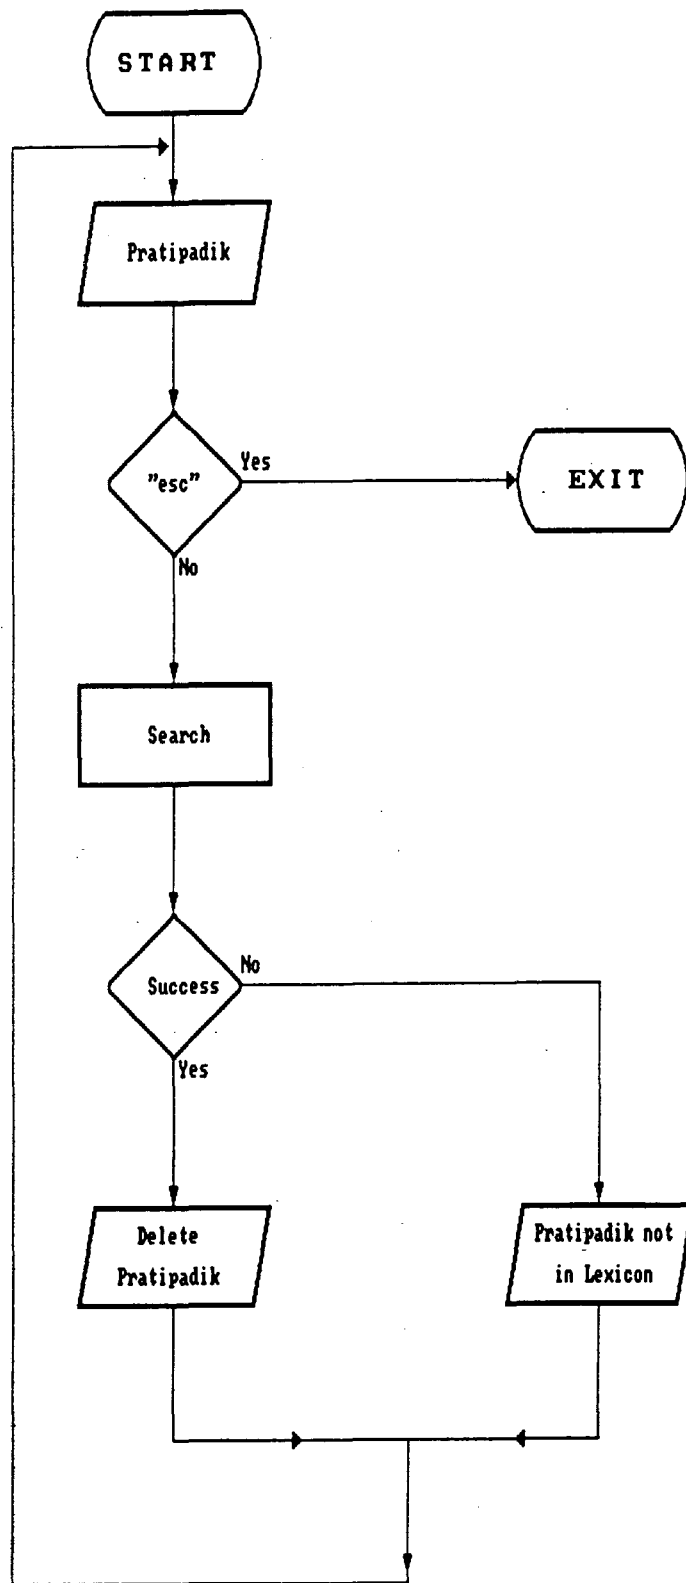 START
Pratipadik
"esc"
Yes
EXIT
No
Search
Success
No
Yes
Delete
Pratipadik
Pratipadik not
in Lexicon